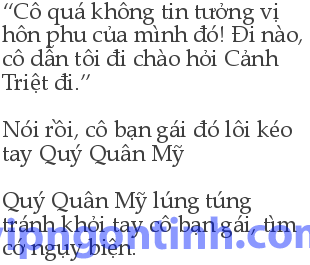 “Cô quá không tin tưởng vị
hôn phu của mình đó! Đi nào,
cô dẫn tôi đi chào hỏi Cảnh
Triệt đi.”
Nói rồi, cô bạn gái đó lôi kéo
tay Quý Quân Mỹ
Quý Quân Mỹ lúng túng
tránh khỏi tay cô bạn gái, tìm
cớ ngụy biện.
vipngontinh.com